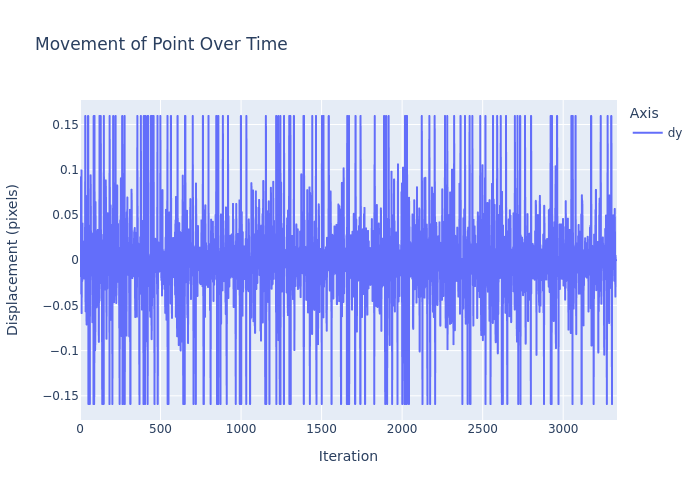 Movement of Point Over Time
Axis
dy
0.15
0.1
0.05
0
−0.05
−0.1
−0.15
Displacement (pixels)
0
500
1000
1500
2000
2500
3000
Iteration